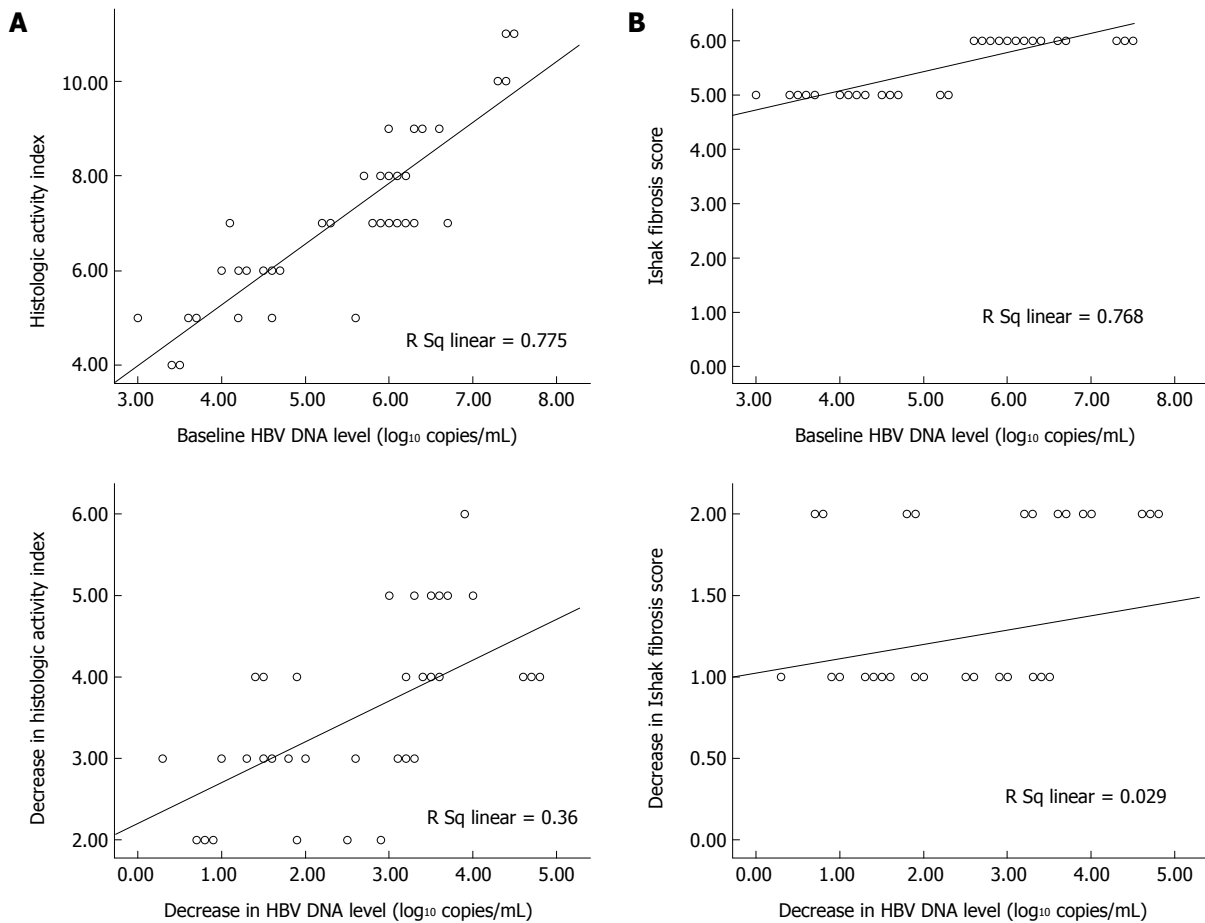 A
Histologic activity index
10.00
8.00
6.00
4.00
R Sq linear = 0.775
3.00 4.00 5.00 6.00 7.00 8.00
Baseline HBV DNA level (log₁₀ copies/mL)
B
Ishak fibrosis score
6.00
5.00
4.00
3.00
2.00
1.00
0.00
R Sq linear = 0.768
3.00 4.00 5.00 6.00 7.00 8.00
Baseline HBV DNA level (log₁₀ copies/mL)
Decrease in histologic activity index
6.00
5.00
4.00
3.00
2.00
R Sq linear = 0.36
0.00 1.00 2.00 3.00 4.00 5.00
Decrease in HBV DNA level (log₁₀ copies/mL)
Decrease in Ishak fibrosis score
2.00
1.50
1.00
0.50
0.00
R Sq linear = 0.029
0.00 1.00 2.00 3.00 4.00 5.00
Decrease in HBV DNA level (log₁₀ copies/mL)